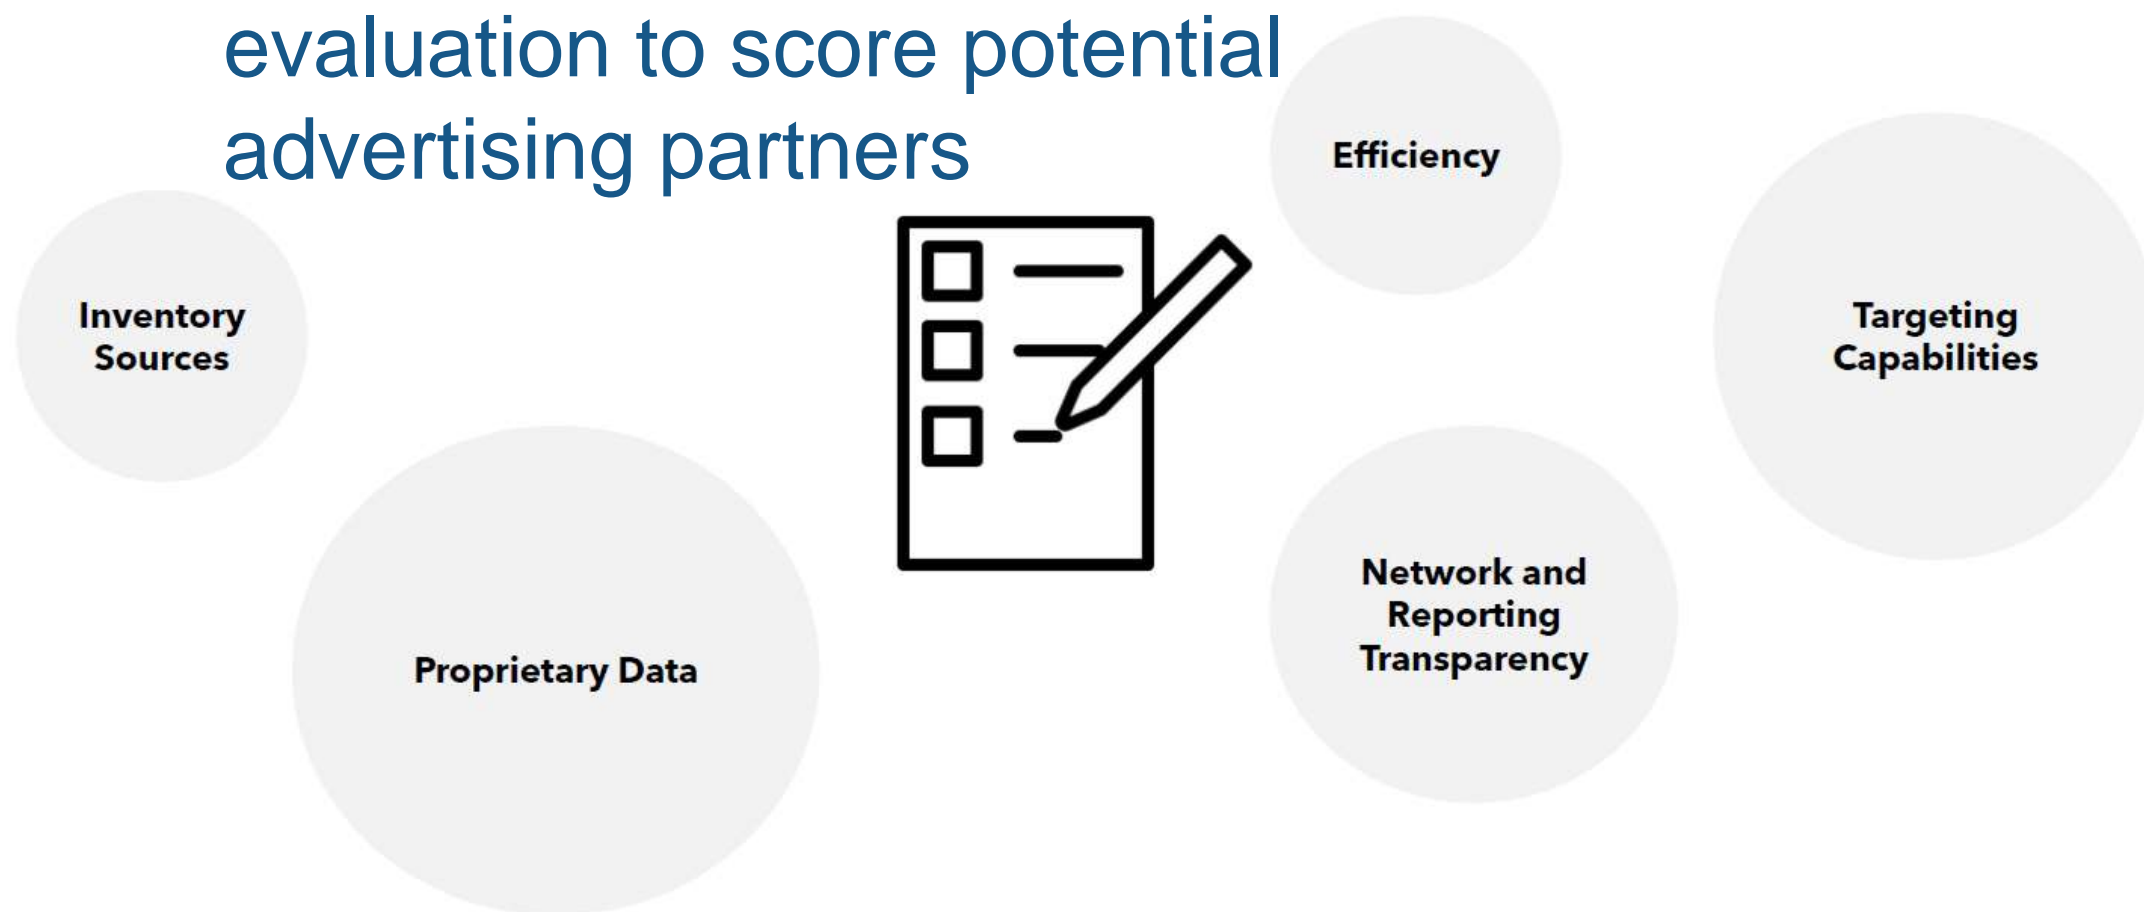 evaluation to score potential
advertising partners
Efficiency
Inventory
Sources
Targeting
Capabilities
Proprietary Data
Network and
Reporting
Transparency